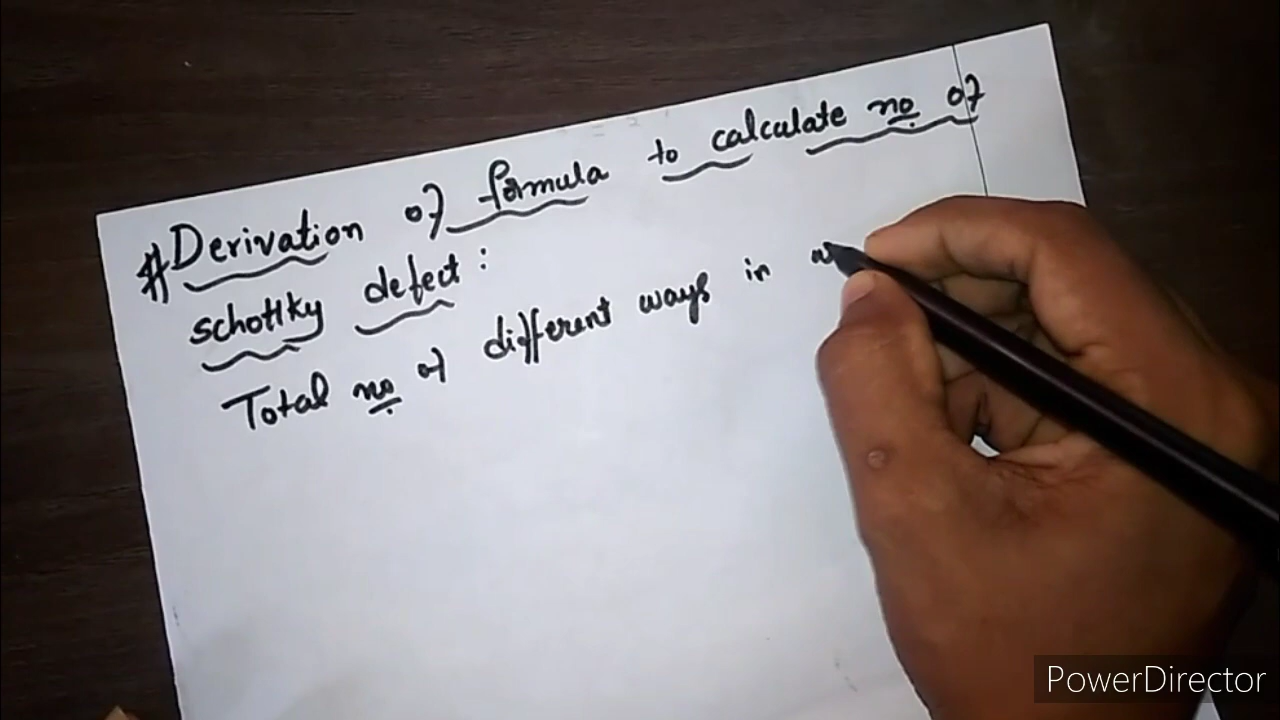 #Derivation of formula to calculate no of
schottky defect:
Total no of different ways in w
PowerDirector